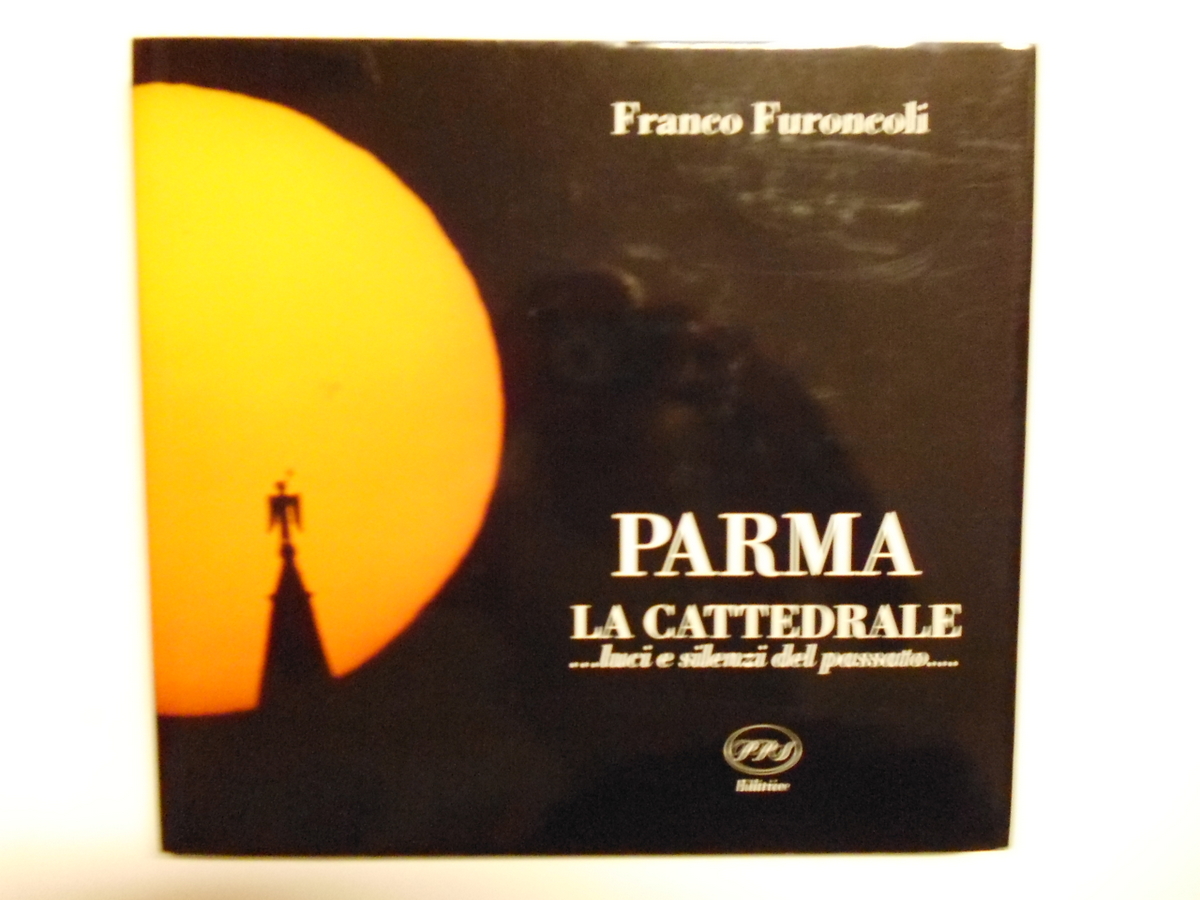 Franco Furoncoli
PARMA
LA CATTEDRALE
...luci e silenzi del passato.....
PPS
Editrice